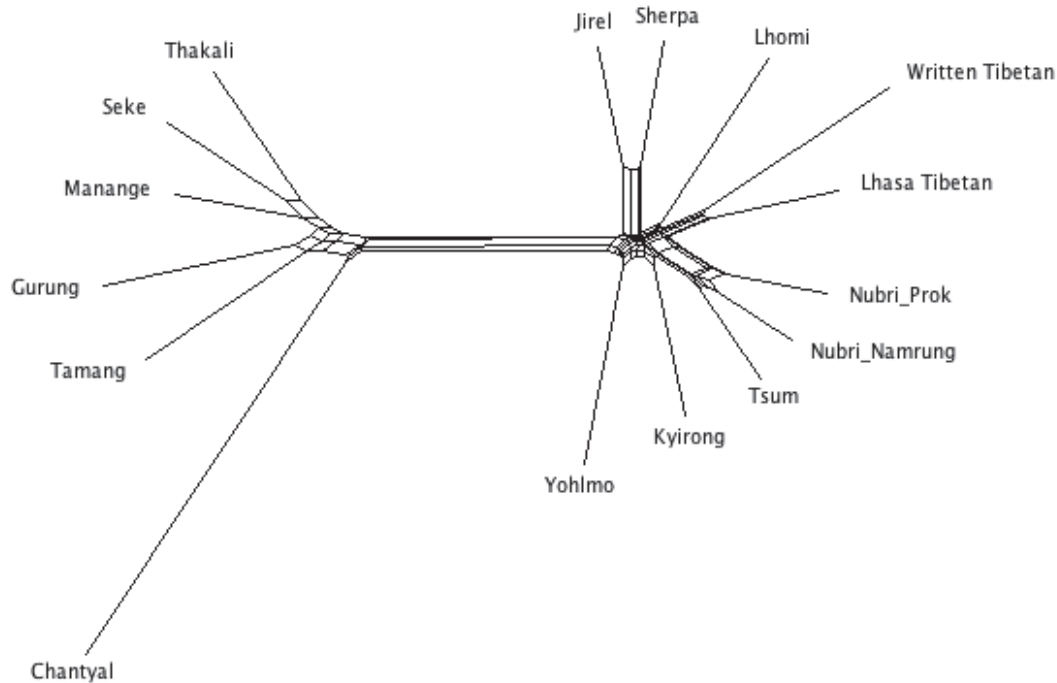 Jirel
Sherpa
Lhomi
Thakali
Written Tibetan
Seke
Manange
Lhasa Tibetan
Gurung
Nubri_Prok
Nubri_Namrung
Tamang
Tsum
Kyirong
Yohlmo
Chantyal